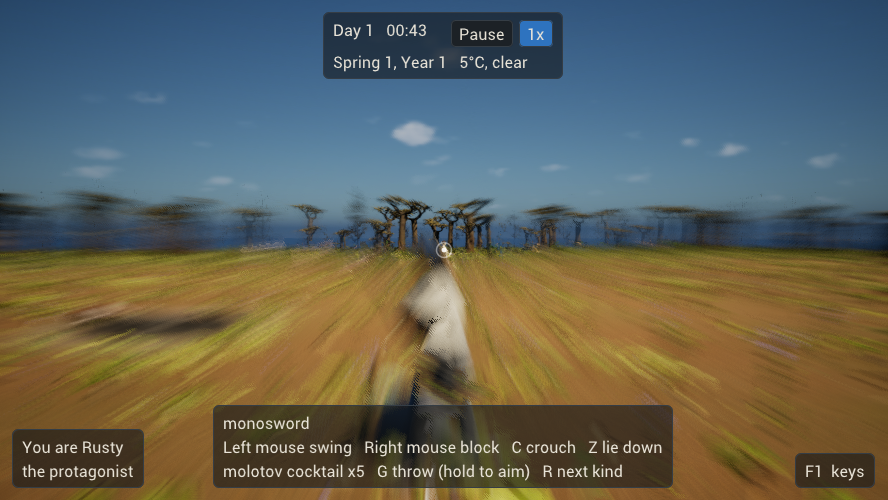 Day 1 00:43 Pause 1x
Spring 1, Year 1 5°C, clear
You are Rusty
the protagonist
monosword
Left mouse swing Right mouse block C crouch Z lie down
molotov cocktail x5 G throw (hold to aim) R next kind
F1 keys